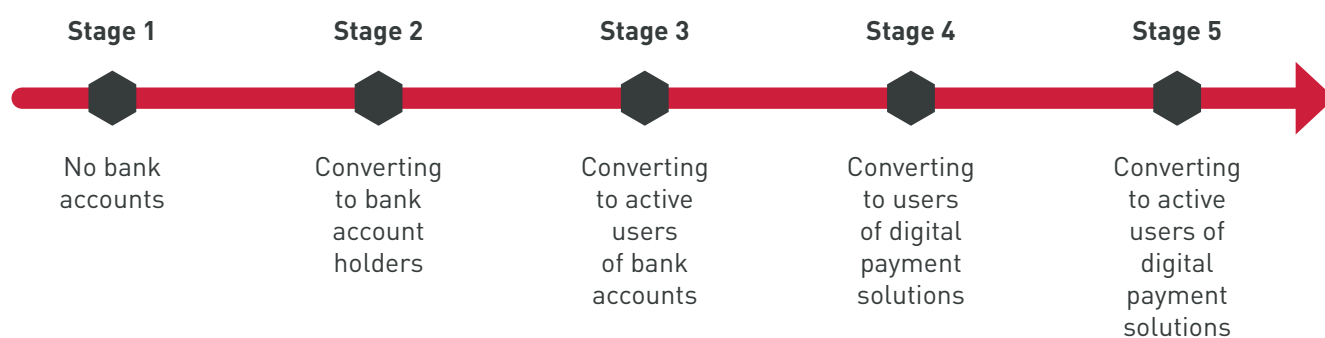 Stage 1
Stage 2
Stage 3
Stage 4
Stage 5
No bank
accounts
Converting
to bank
account
holders
Converting
to active
users
of bank
accounts
Converting
to users
of digital
payment
solutions
Converting
to active
users of
digital
payment
solutions